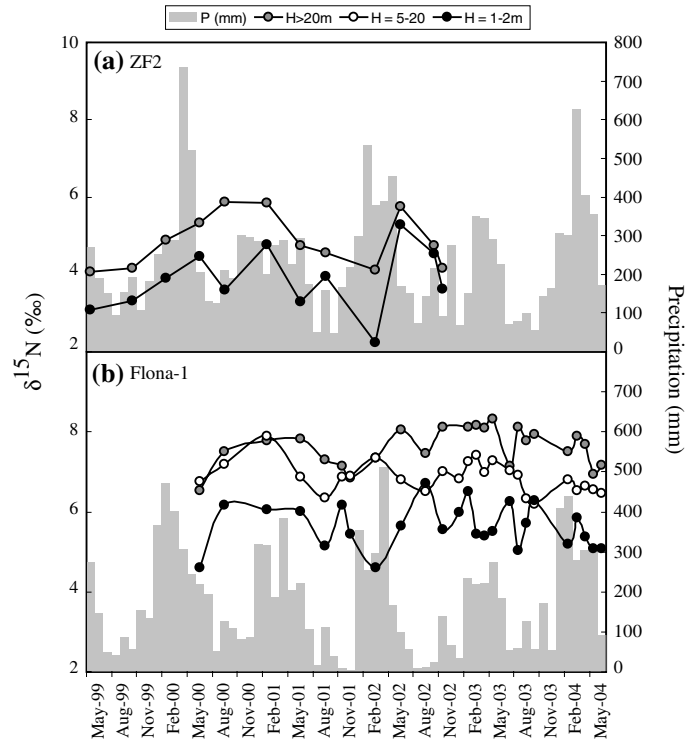 P (mm) H>20m H = 5-20 H = 1-2m
10 800
(a) ZF2
700
8 600
500
6 400
300
4 200
100
2 0
δ¹⁵N (‰)
Precipitation (mm)
(b) Flona-1
700
8 600
500
6 400
300
4 200
100
2 0
May-99 Aug-99 Nov-99 Feb-00 May-00 Aug-00 Nov-00 Feb-01 May-01 Aug-01 Nov-01 Feb-02 May-02 Aug-02 Nov-02 Feb-03 May-03 Aug-03 Nov-03 Feb-04 May-04